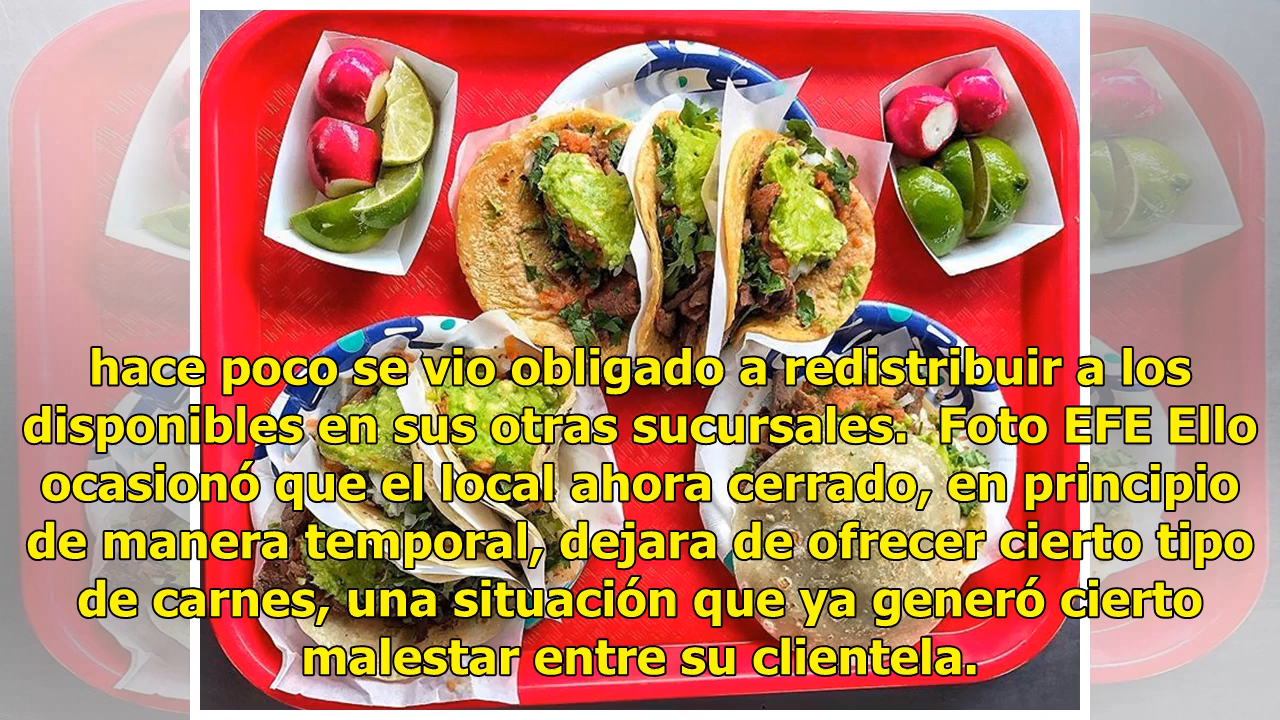 hace poco se vio obligado a redistribuir a los
disponibles en sus otras sucursales.  Foto EFE Ello
ocasionó que el local ahora cerrado, en principio
de manera temporal, dejara de ofrecer cierto tipo
de carnes, una situación que ya generó cierto
malestar entre su clientela.